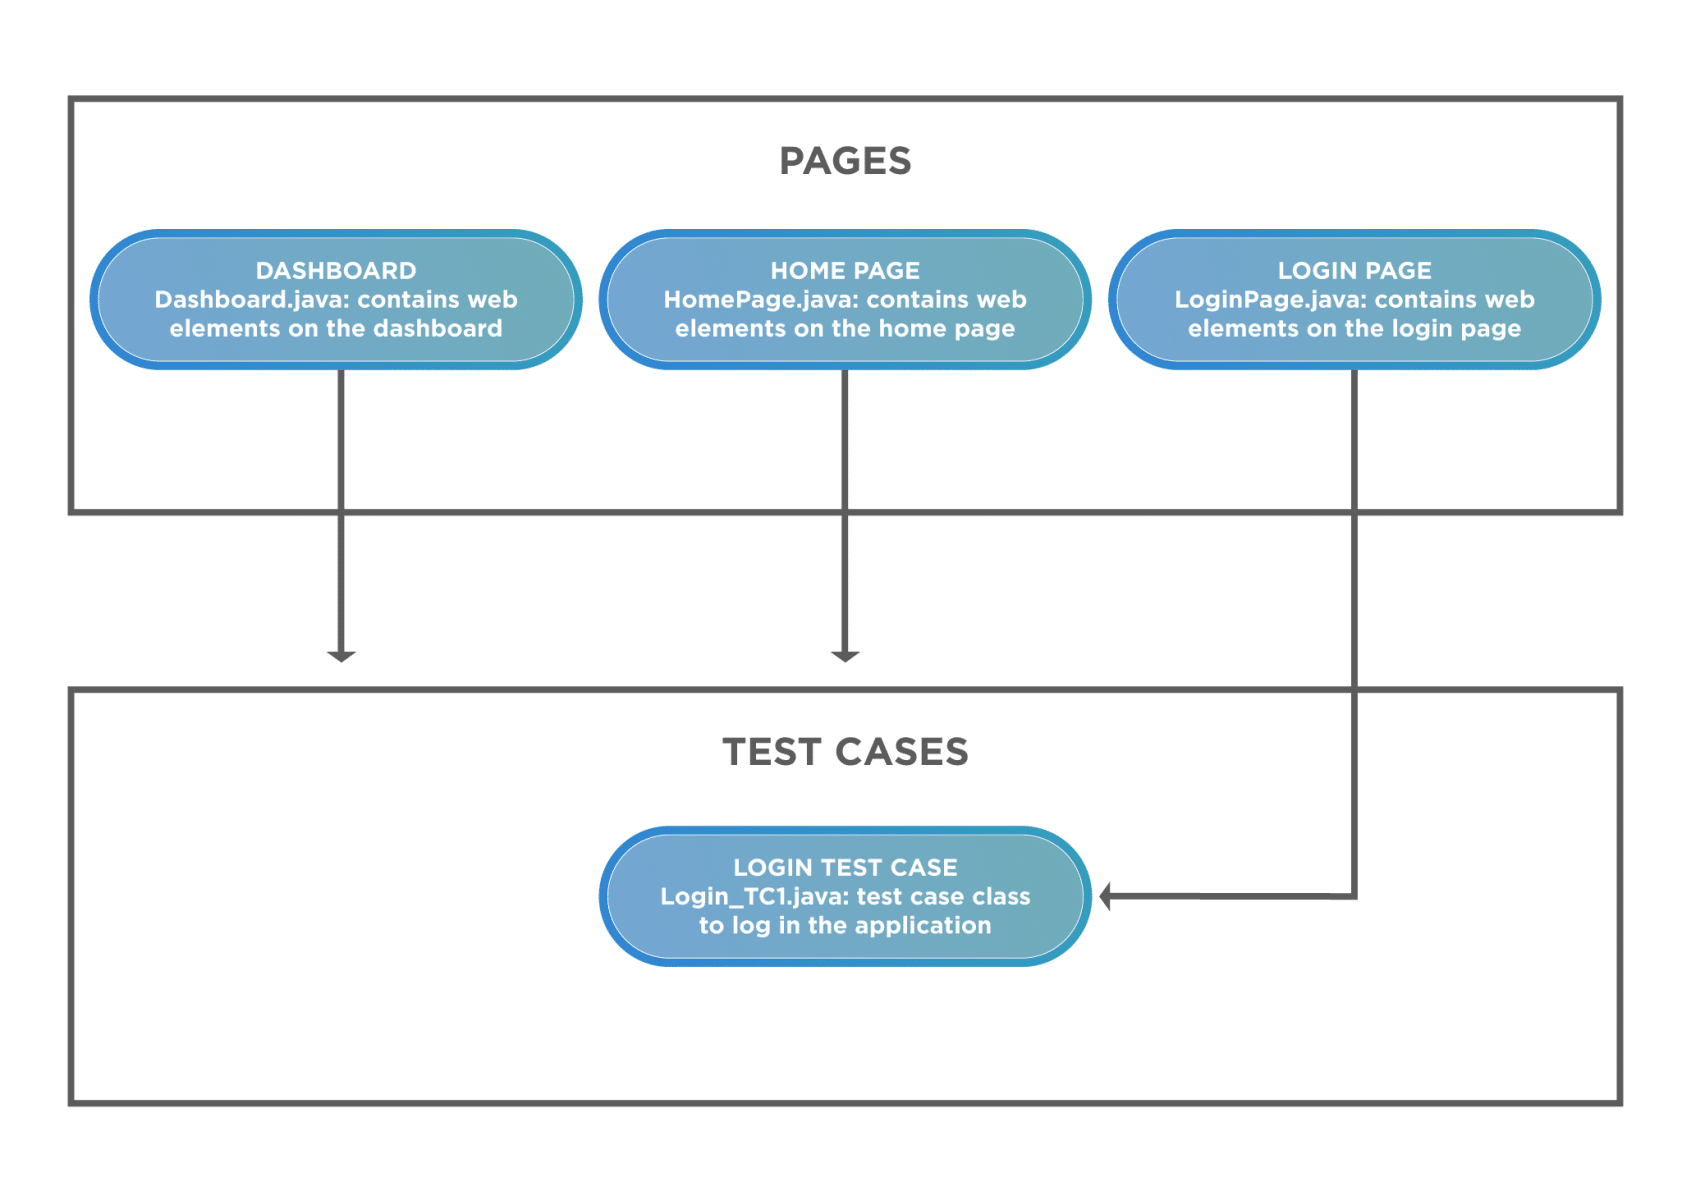 PAGES
DASHBOARD
Dashboard.java: contains web
elements on the dashboard
HOME PAGE
HomePage.java: contains web
elements on the home page
LOGIN PAGE
LoginPage.java: contains web
elements on the login page
TEST CASES
LOGIN TEST CASE
Login_TC1.java: test case class
to log in the application